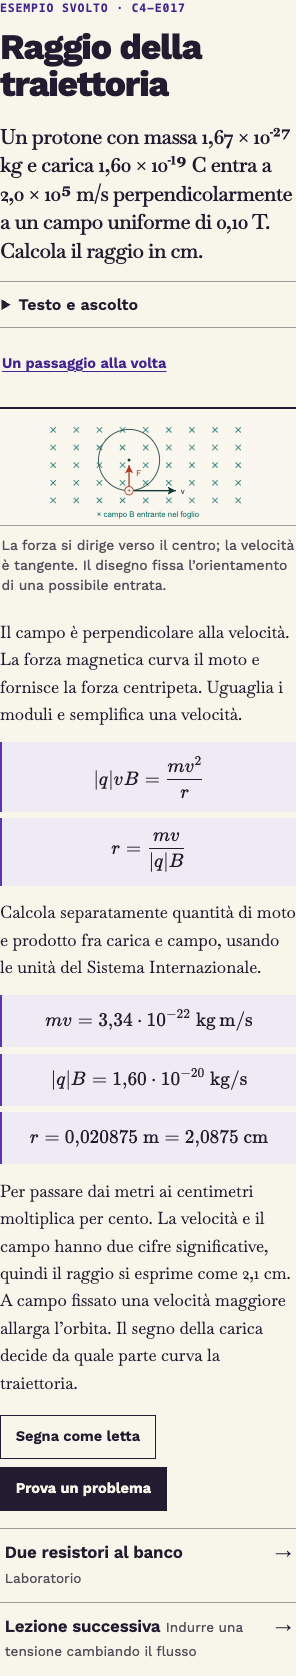 ESEMPIO SVOLTO · C4–E017
Raggio della
traiettoria
Un protone con massa 1,67 × 10⁻²⁷
kg e carica 1,60 × 10⁻¹⁹ C entra a
2,0 × 10⁵ m/s perpendicolarmente
a un campo uniforme di 0,10 T.
Calcola il raggio in cm.
▶ Testo e ascolto
Un passaggio alla volta
F
v
× campo B entrante nel foglio
La forza si dirige verso il centro; la velocità
è tangente. Il disegno fissa l’orientamento
di una possibile entrata.
Il campo è perpendicolare alla velocità.
La forza magnetica curva il moto e
fornisce la forza centripeta. Uguaglia i
moduli e semplifica una velocità.
|q|vB = mv²/r
r = mv/|q|B
Calcola separatamente quantità di moto
e prodotto fra carica e campo, usando
le unità del Sistema Internazionale.
mv = 3,34 · 10⁻²² kg m/s
|q|B = 1,60 · 10⁻²⁰ kg/s
r = 0,020875 m = 2,0875 cm
Per passare dai metri ai centimetri
moltiplica per cento. La velocità e il
campo hanno due cifre significative,
quindi il raggio si esprime come 2,1 cm.
A campo fissato una velocità maggiore
allarga l’orbita. Il segno della carica
decide da quale parte curva la
traiettoria.
Segna come letta
Prova un problema
Due resistori al banco →
Laboratorio
Lezione successiva Indurre una →
tensione cambiando il flusso